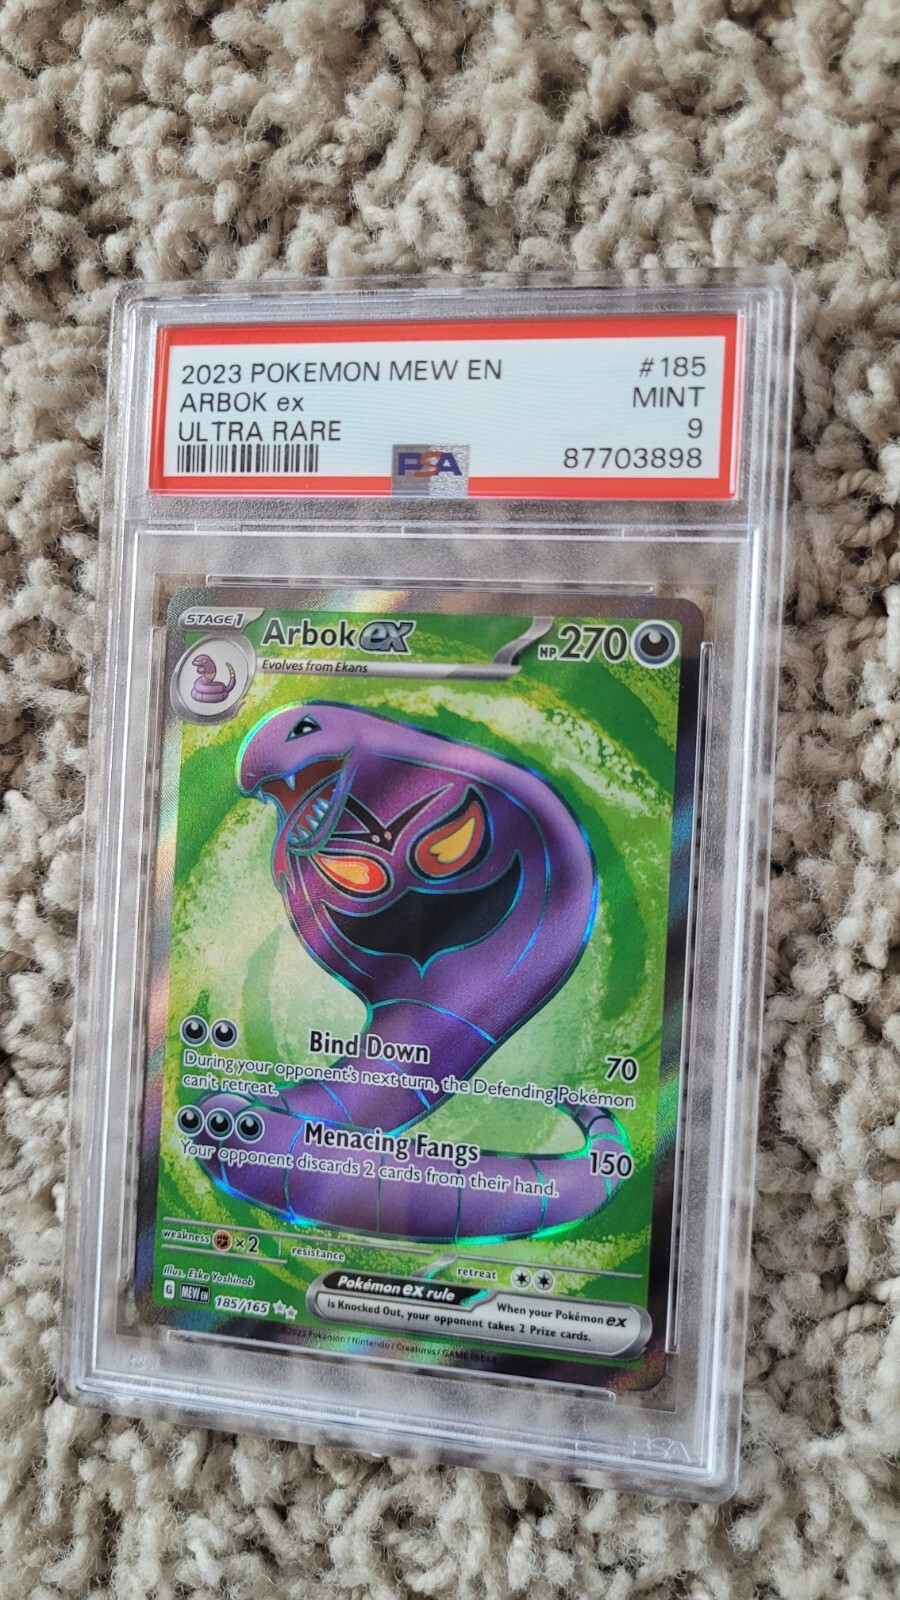 2023 POKEMON MEW EN #185
ARBOK ex MINT
ULTRA RARE 9
PSA 87703898
STAGE1 Arbok ex HP 270
Evolves from Ekans
Bind Down 70
During your opponent's next turn, the Defending Pokémon
can't retreat.
Menacing Fangs 150
Your opponent discards 2 cards from their hand.
weakness ×2 resistance
retreat
Illus. Eske Yoshinob
G MEW EN 185/165
Pokémon ex rule
When your Pokémon ex
is Knocked Out, your opponent takes 2 Prize cards.
©2023 Pokémon / Nintendo / Creatures / GAME FREAK
PSA